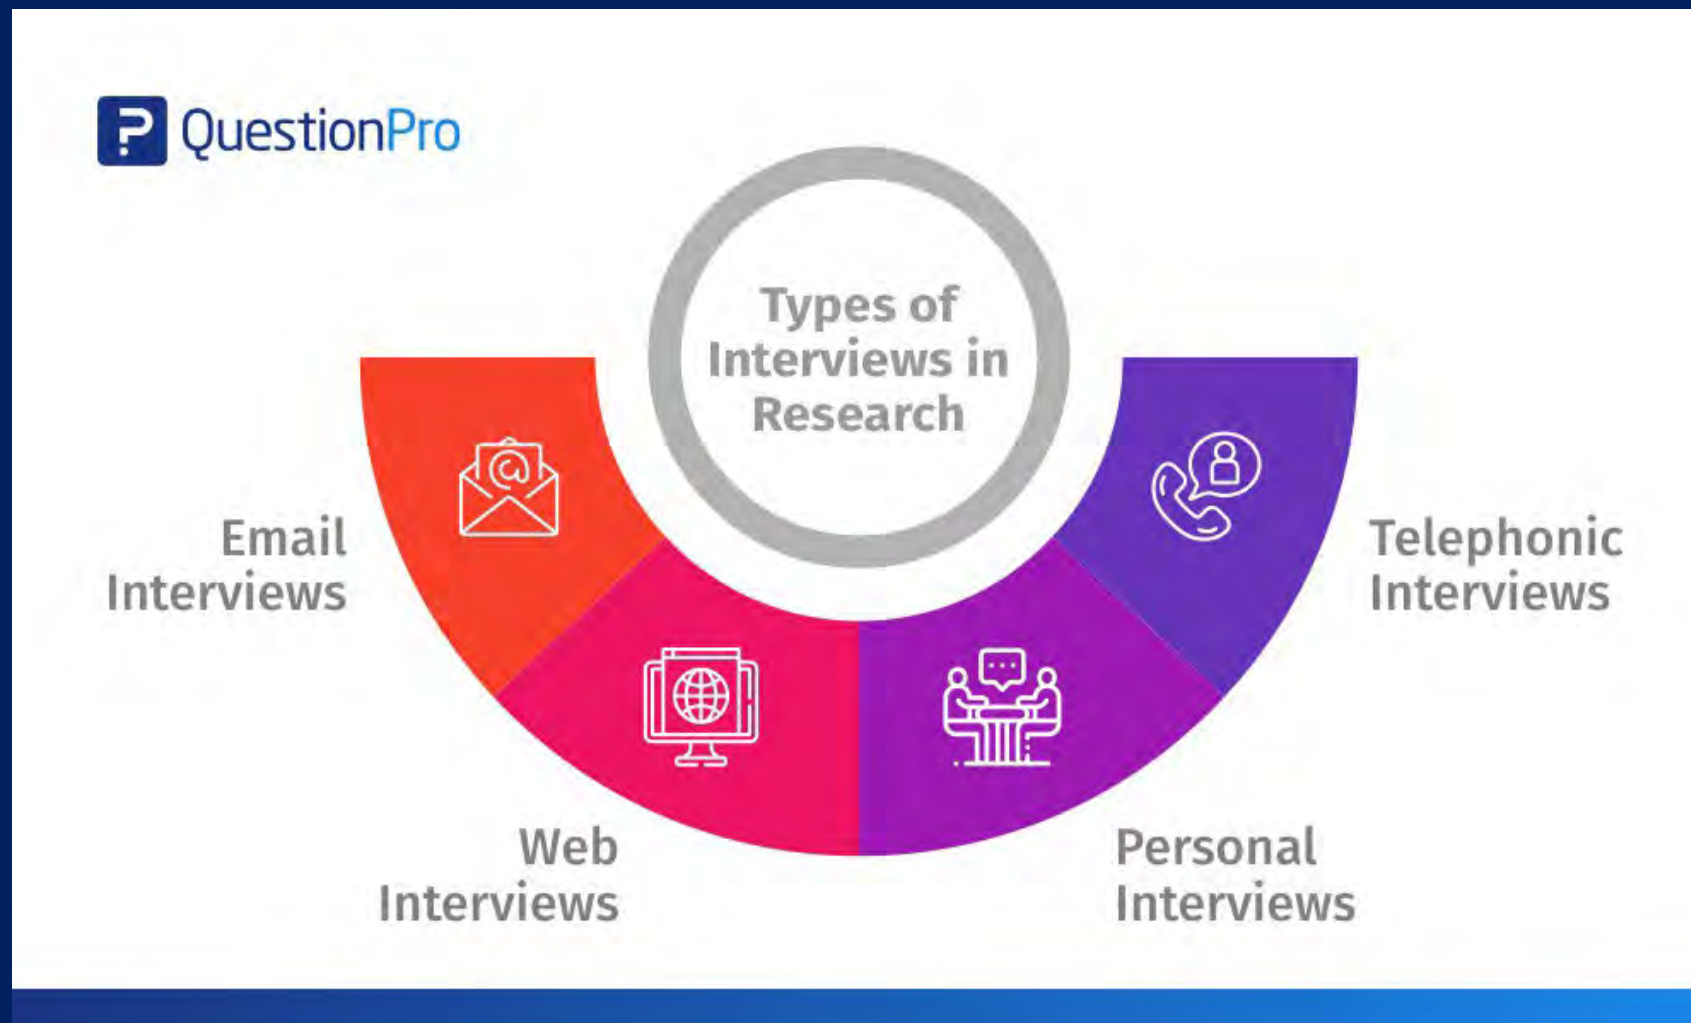 QuestionPro
Types of
Interviews in
Research
Email
Interviews
Web
Interviews
Personal
Interviews
Telephonic
Interviews